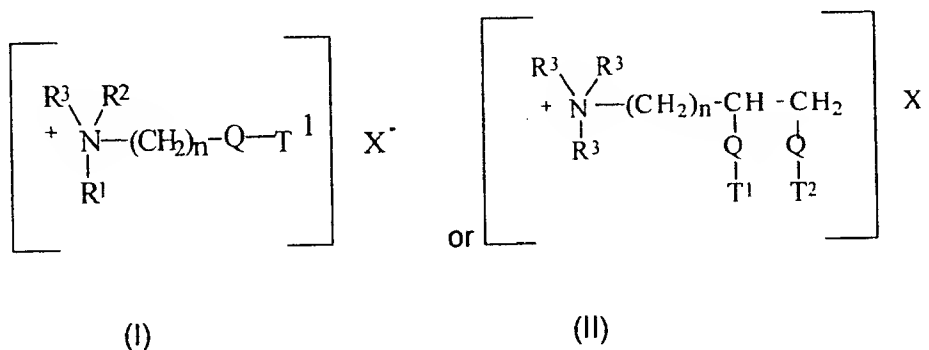 R³ R²
+ N—(CH₂)n–Q—T¹ X⁻
R¹
or
R³ R³
+ N—(CH₂)n–CH-CH₂ X
R³ Q Q
T¹ T²
(I) (II)